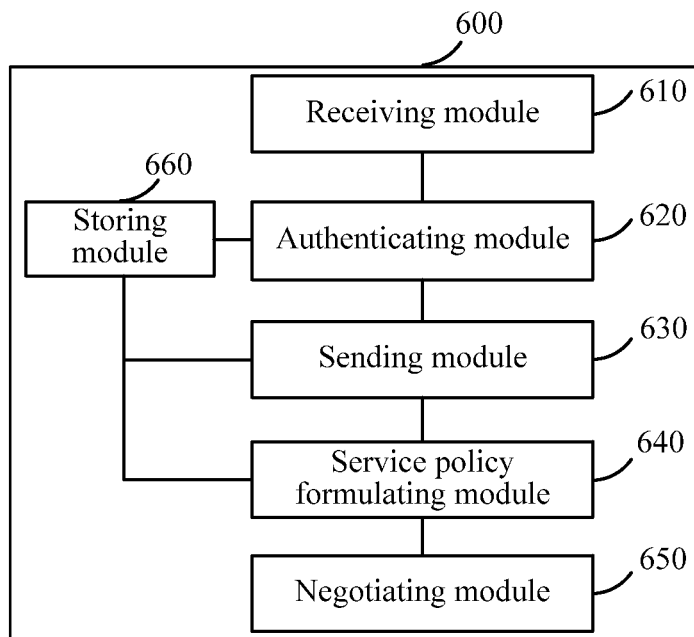 600
Receiving module
610
660
Storing
module
Authenticating module
620
Sending module
630
Service policy
formulating module
640
Negotiating module
650